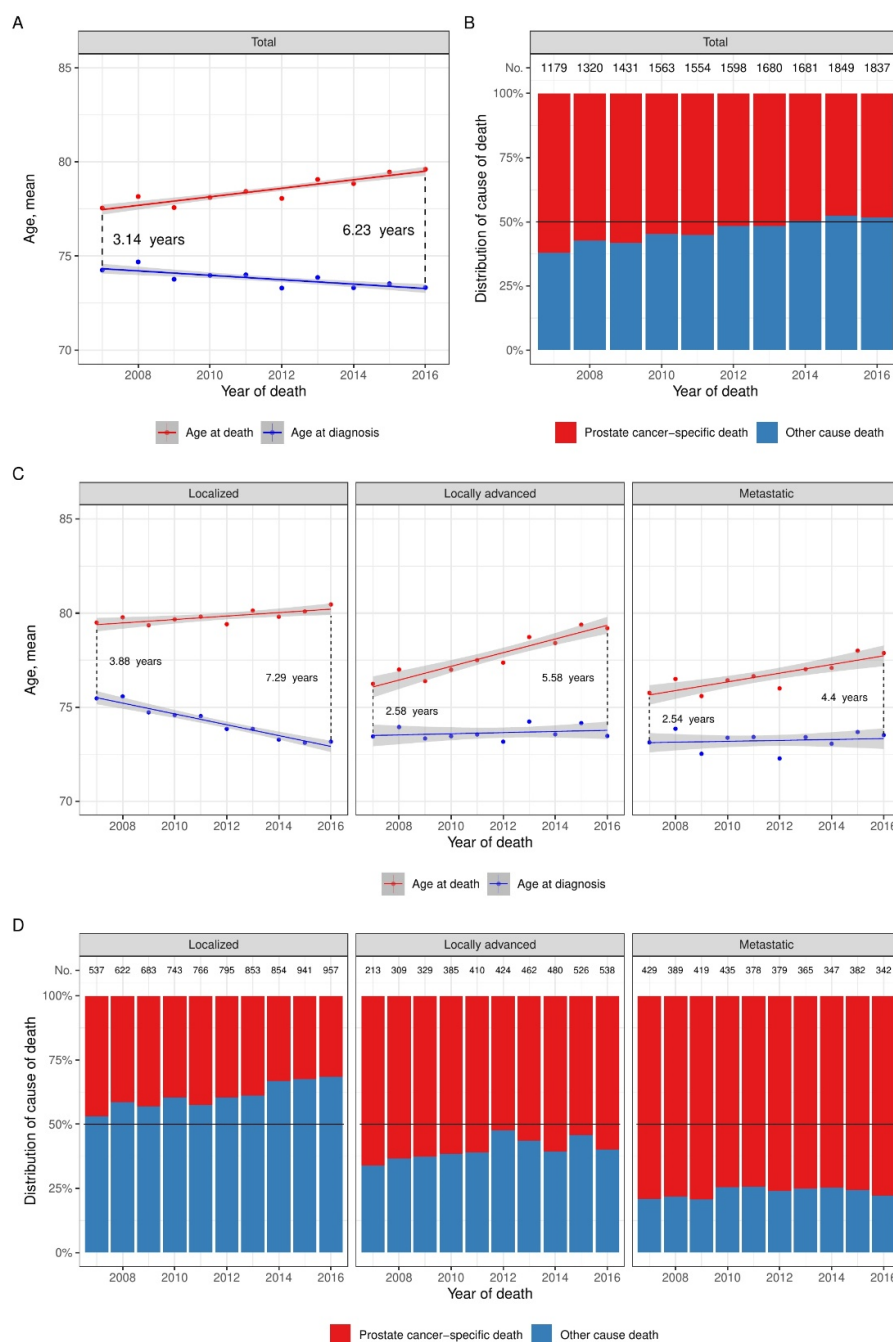 A
Total
85
80
75
70
Age, mean
3.14 years
6.23 years
2008 2010 2012 2014 2016
Year of death
Age at death Age at diagnosis
B
Total
No. 1179 1320 1431 1563 1554 1598 1680 1681 1849 1837
100%
75%
50%
25%
0%
Distribution of cause of death
2008 2010 2012 2014 2016
Year of death
Prostate cancer−specific death Other cause death
C
Localized Locally advanced Metastatic
85
80
75
70
Age, mean
3.88 years
7.29 years
2.58 years
5.58 years
2.54 years
4.4 years
2008 2010 2012 2014 2016 2008 2010 2012 2014 2016 2008 2010 2012 2014 2016
Year of death
Age at death Age at diagnosis
D
Localized Locally advanced Metastatic
No. 537 622 683 743 766 795 853 854 941 957 213 309 329 385 410 424 462 480 526 538 429 389 419 435 378 379 365 347 382 342
100%
75%
50%
25%
0%
Distribution of cause of death
2008 2010 2012 2014 2016 2008 2010 2012 2014 2016 2008 2010 2012 2014 2016
Year of death
Prostate cancer−specific death Other cause death